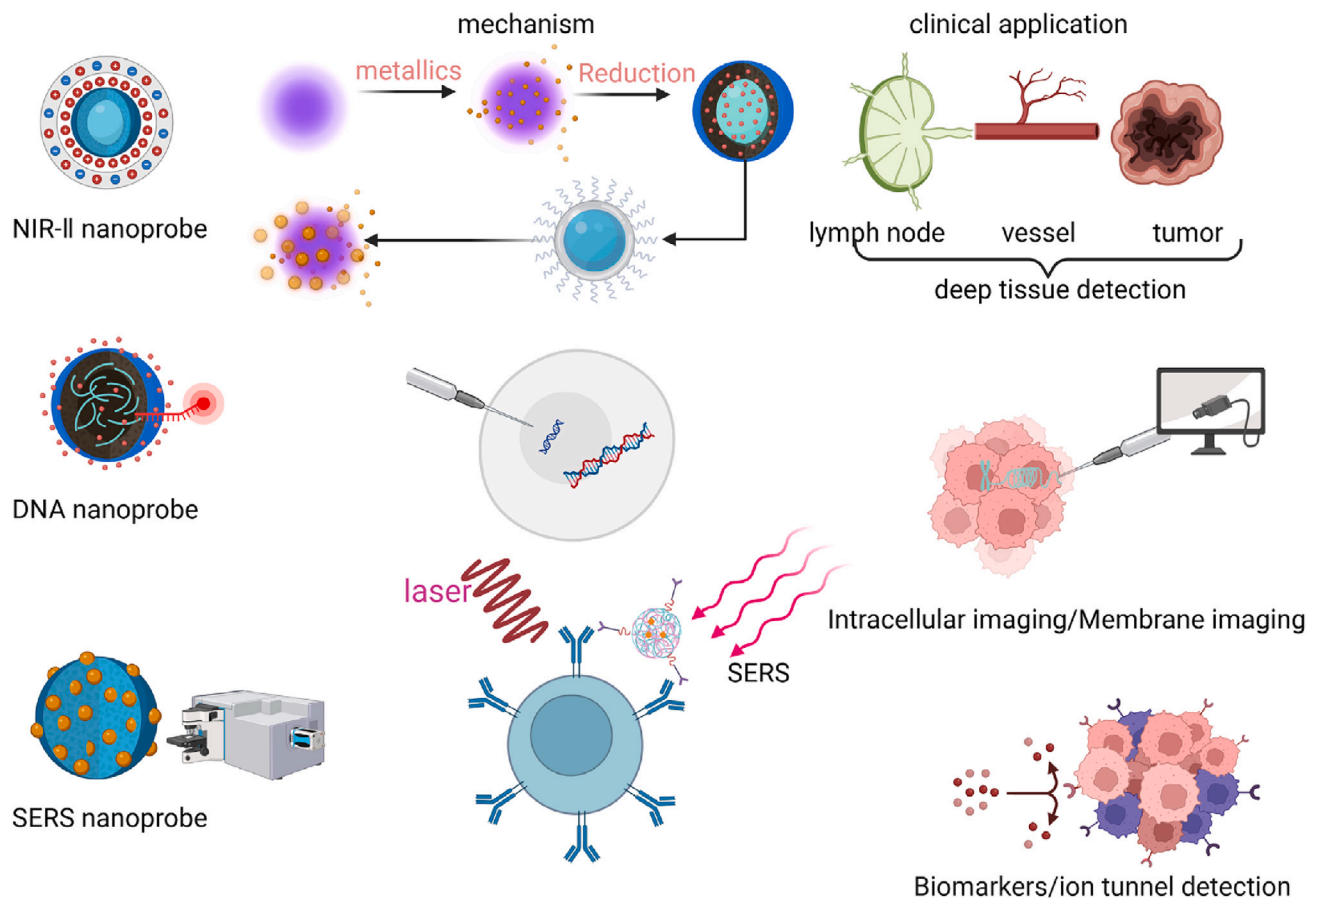 mechanism
clinical application
metallics
Reduction
NIR-II nanoprobe
lymph node
vessel
tumor
deep tissue detection
DNA nanoprobe
laser
SERS
Intracellular imaging/Membrane imaging
SERS nanoprobe
Biomarkers/ion tunnel detection